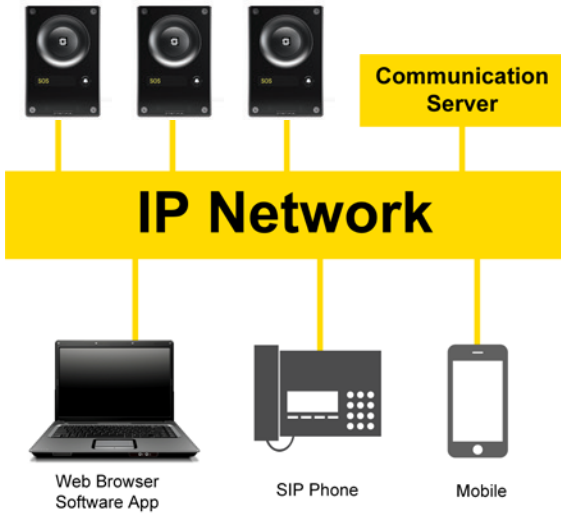 SOS
SOS
SOS
Communication
Server
IP Network
Web Browser
Software App
SIP Phone
Mobile